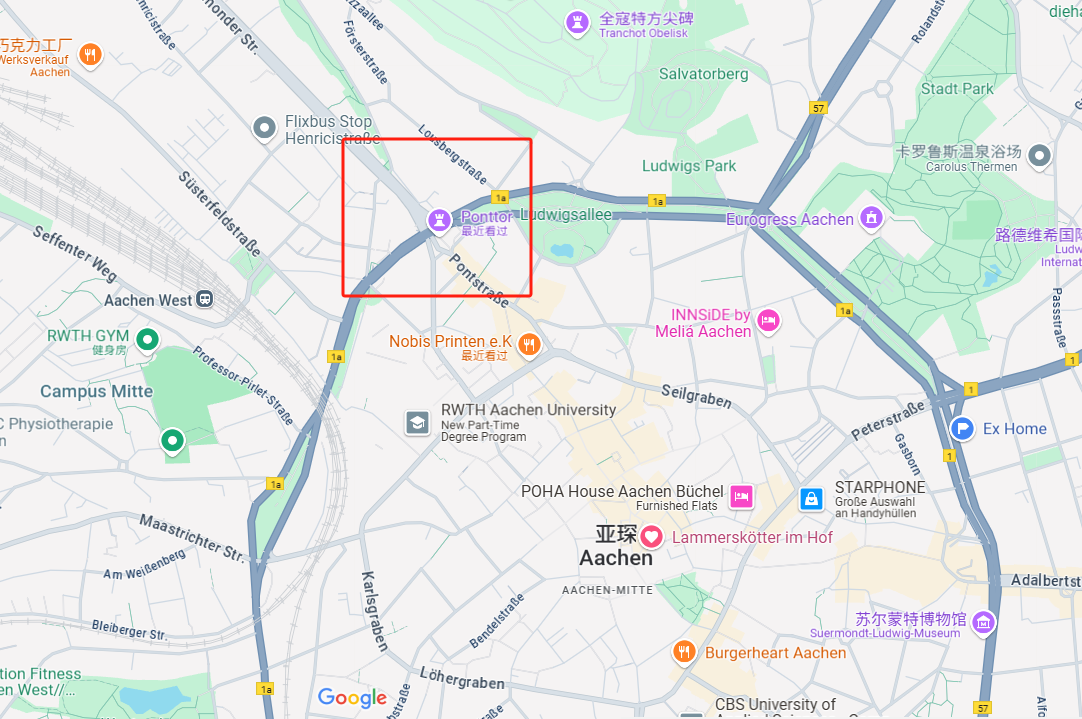 monder Str.
Henricistraße
zzaallee
Försterstraße
全寇特方尖碑
Tranchot Obelisk
Rolandst
dieha
巧克力工厂
Werksverkauf
Aachen
Salvatorberg
Stadt Park
57
Flixbus Stop
Henricistraße
Lousbergstraße
卡罗鲁斯温泉浴场
Carolus Thermen
Ludwigs Park
Süsterfeldstraße
1a
1a
Ponttor
最近看过
Ludwigsallee
Eurogress Aachen
路德维希国际
Ludw
Internat
Seffenter Weg
Pontstraße
Aachen West
Passstraße
1a
INNSiDE by
Meliá Aachen
RWTH GYM
健身房
Nobis Printen e.K
最近看过
1a
1
Professor-Pirlet-Straße
Campus Mitte
Seilgraben
1
RWTH Aachen University
New Part-Time
Degree Program
C Physiotherapie
n
Peterstraße
Ex Home
Gasborn
1
1a
POHA House Aachen Büchel
Furnished Flats
STARPHONE
Große Auswahl
an Handyhüllen
Maastrichter Str.
亚琛
Aachen
Lammerskötter im Hof
Am Weißenberg
AACHEN-MITTE
Adalbertst
Karlsgraben
Bendelstraße
Bleiberger Str.
苏尔蒙特博物馆
Suermondt-Ludwig-Museum
Burgerheart Aachen
tion Fitness
en West//...
Löhergraben
1a
Google
straße
CBS University of
Applied Sciences - C
57
Alfo